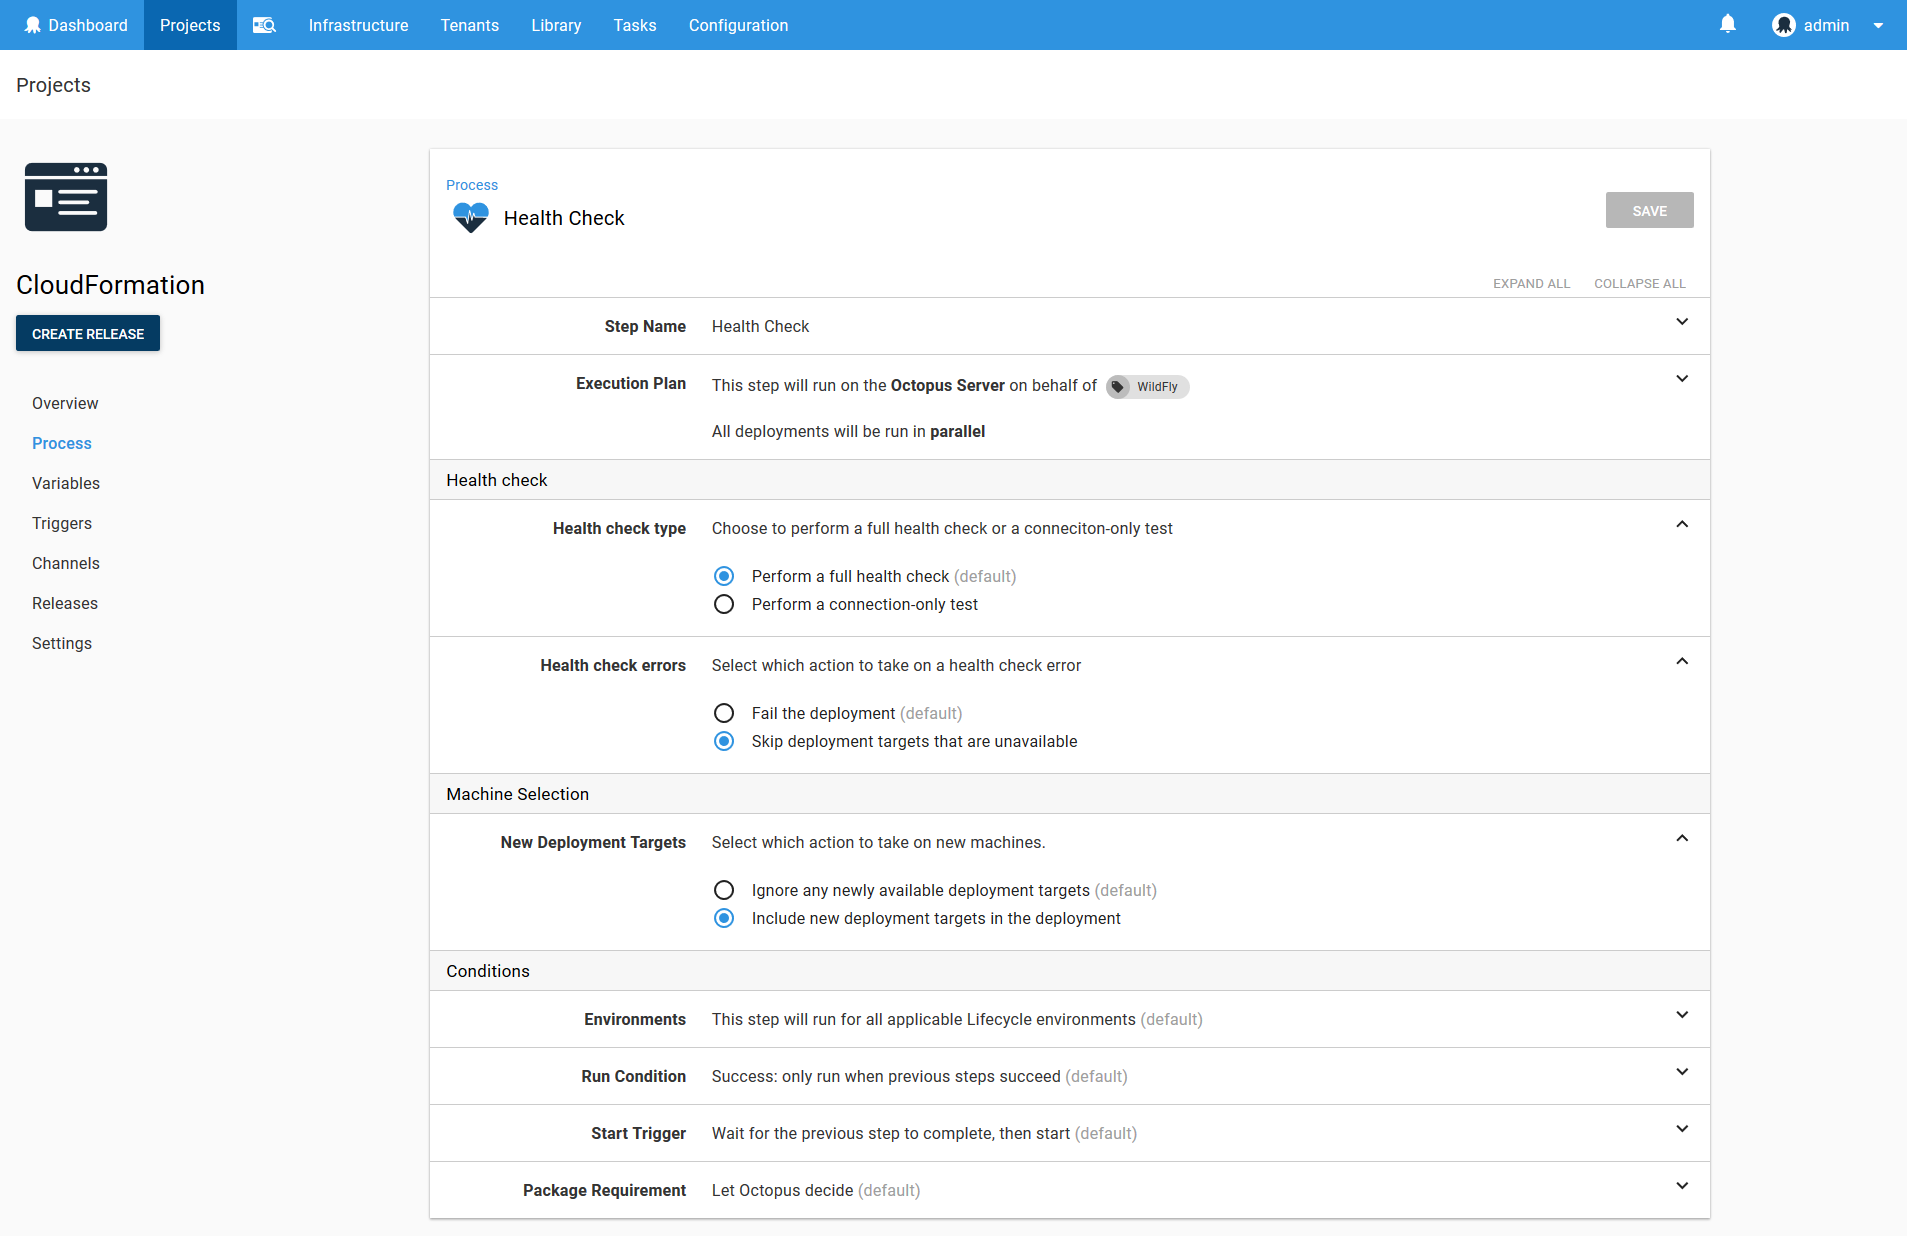 Dashboard Projects Infrastructure Tenants Library Tasks Configuration admin
Projects
CloudFormation
CREATE RELEASE
Overview
Process
Variables
Triggers
Channels
Releases
Settings
Process
Health Check
SAVE
EXPAND ALL COLLAPSE ALL
Step Name Health Check
Execution Plan This step will run on the Octopus Server on behalf of WildFly
All deployments will be run in parallel
Health check
Health check type Choose to perform a full health check or a conneciton-only test
Perform a full health check (default)
Perform a connection-only test
Health check errors Select which action to take on a health check error
Fail the deployment (default)
Skip deployment targets that are unavailable
Machine Selection
New Deployment Targets Select which action to take on new machines.
Ignore any newly available deployment targets (default)
Include new deployment targets in the deployment
Conditions
Environments This step will run for all applicable Lifecycle environments (default)
Run Condition Success: only run when previous steps succeed (default)
Start Trigger Wait for the previous step to complete, then start (default)
Package Requirement Let Octopus decide (default)